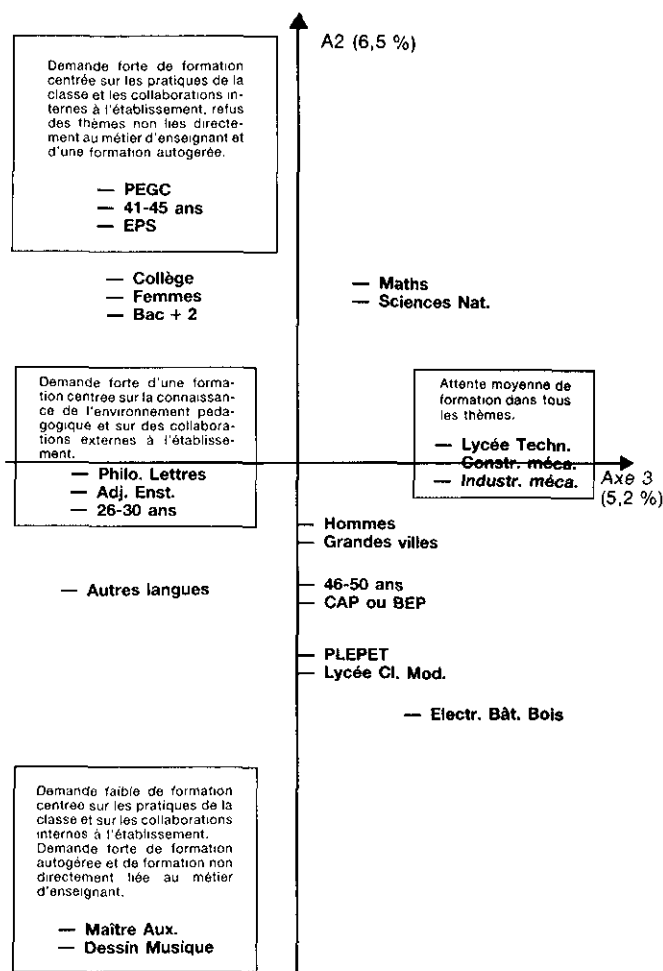 A2 (6,5 %)
Demande forte de formation
centrée sur les pratiques de la
classe et les collaborations in-
ternes à l'établissement, refus
des thèmes non liés directe-
ment au métier d'enseignant et
d'une formation autogerée.
— PEGC
— 41-45 ans
— EPS
— Collège
— Femmes
— Bac + 2
— Maths
— Sciences Nat.
Demande forte d'une forma-
tion centrée sur la connaissan-
ce de l'environnement péda-
gogique et sur des collabora-
tions externes à l'établisse-
ment.
— Philo. Lettres
— Adj. Enst.
— 26-30 ans
Attente moyenne de
formation dans tous
les thèmes.
— Lycée Techn.
— Constr. méca.
— Industr. méca.
Axe 3
(5,2 %)
— Hommes
— Grandes villes
— Autres langues
— 46-50 ans
— CAP ou BEP
— PLEPET
— Lycée Cl. Mod.
— Electr. Bât. Bois
Demande faible de formation
centrée sur les pratiques de la
classe et sur les collaborations
internes à l'établissement.
Demande forte de formation
autogérée et de formation non
directement liée au métier
d'enseignant.
— Maître Aux.
— Dessin Musique